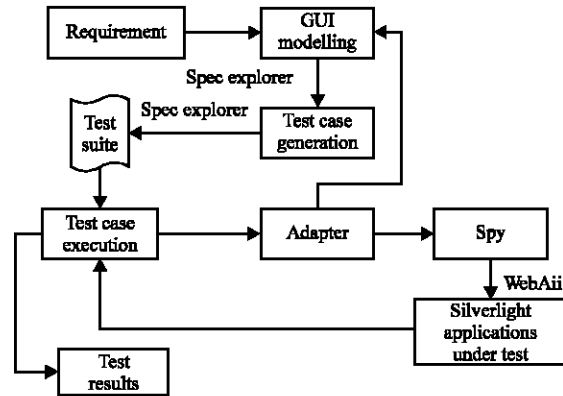 Requirement
GUI
modelling
Spec explorer
Spec explorer
Test
suite
Test case
generation
Test case
execution
Adapter
Spy
WebAii
Silverlight
applications
under test
Test
results